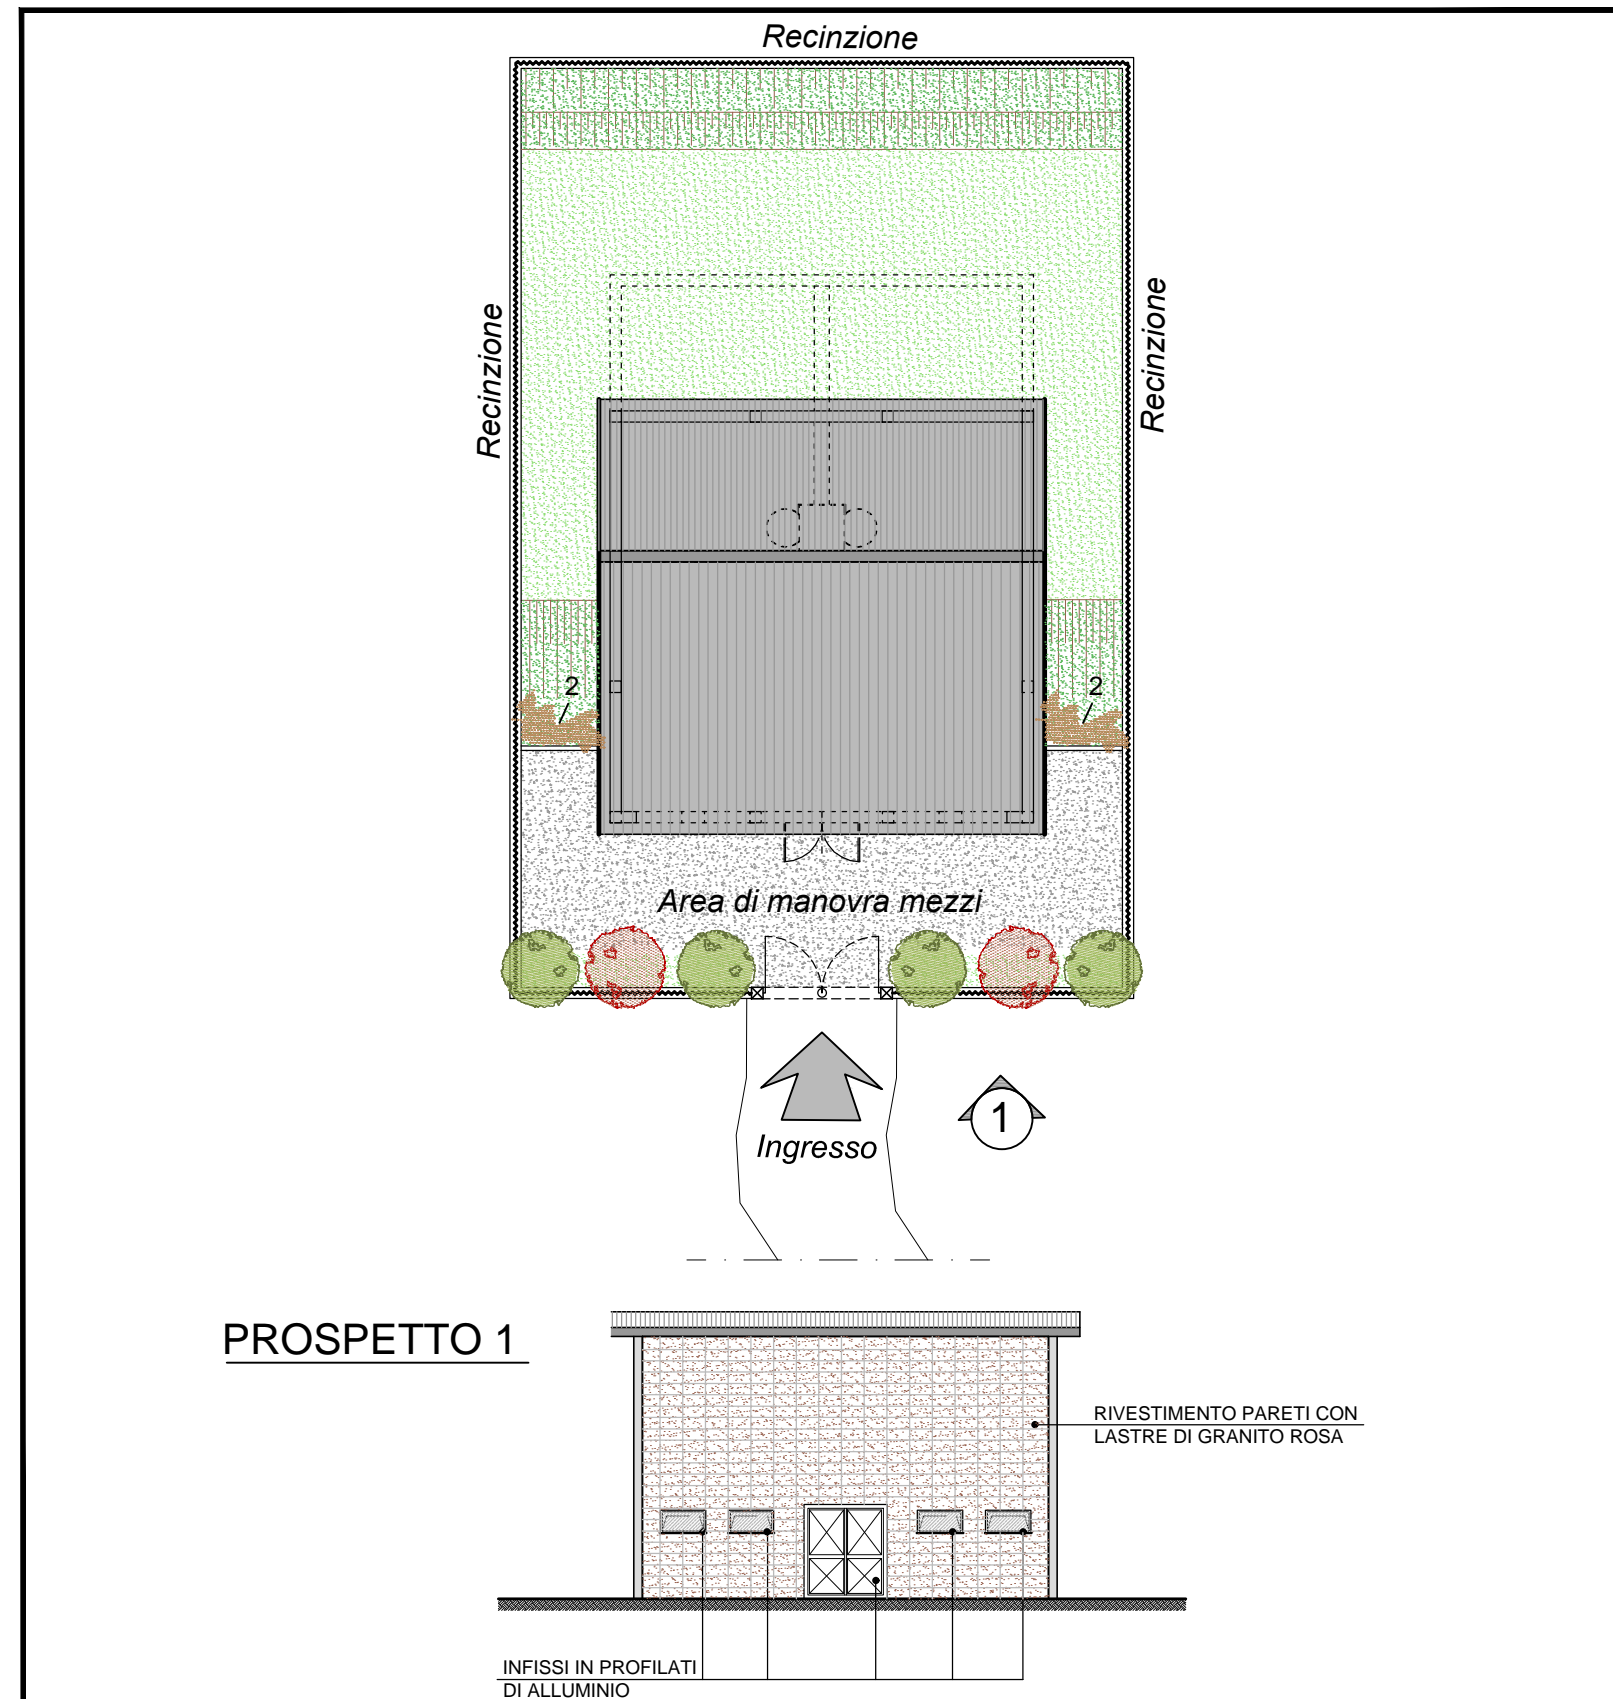 Recinzione
Recinzione
Recinzione
2
2
Area di manovra mezzi
Ingresso
1
PROSPETTO 1
RIVESTIMENTO PARETI CON
LASTRE DI GRANITO ROSA
INFISSI IN PROFILATI
DI ALLUMINIO